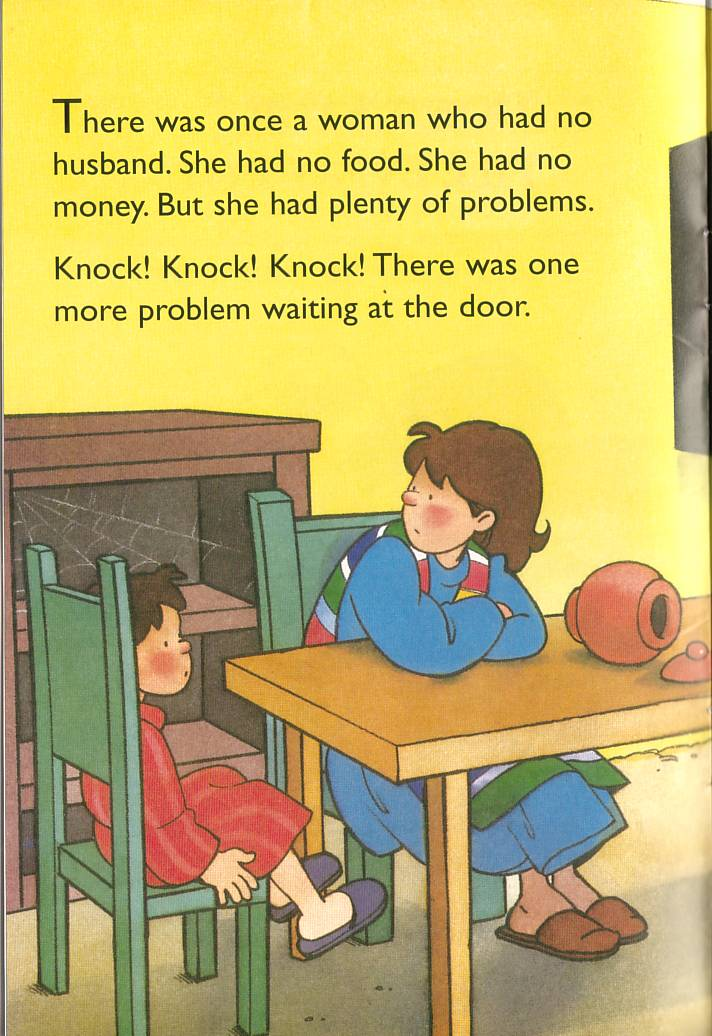 There was once a woman who had no
husband. She had no food. She had no
money. But she had plenty of problems.
Knock! Knock! Knock! There was one
more problem waiting at the door.